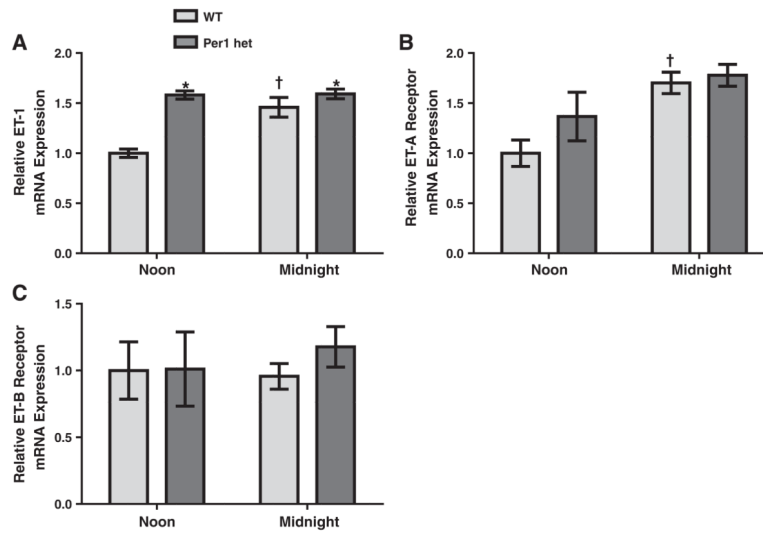 WT
Per1 het
A
Relative ET-1
mRNA Expression
2.0
1.5
1.0
0.5
0.0
*
†
*
Noon
Midnight
B
Relative ET-A Receptor
mRNA Expression
2.0
1.5
1.0
0.5
0.0
†
Noon
Midnight
C
Relative ET-B Receptor
mRNA Expression
1.5
1.0
0.5
0.0
Noon
Midnight